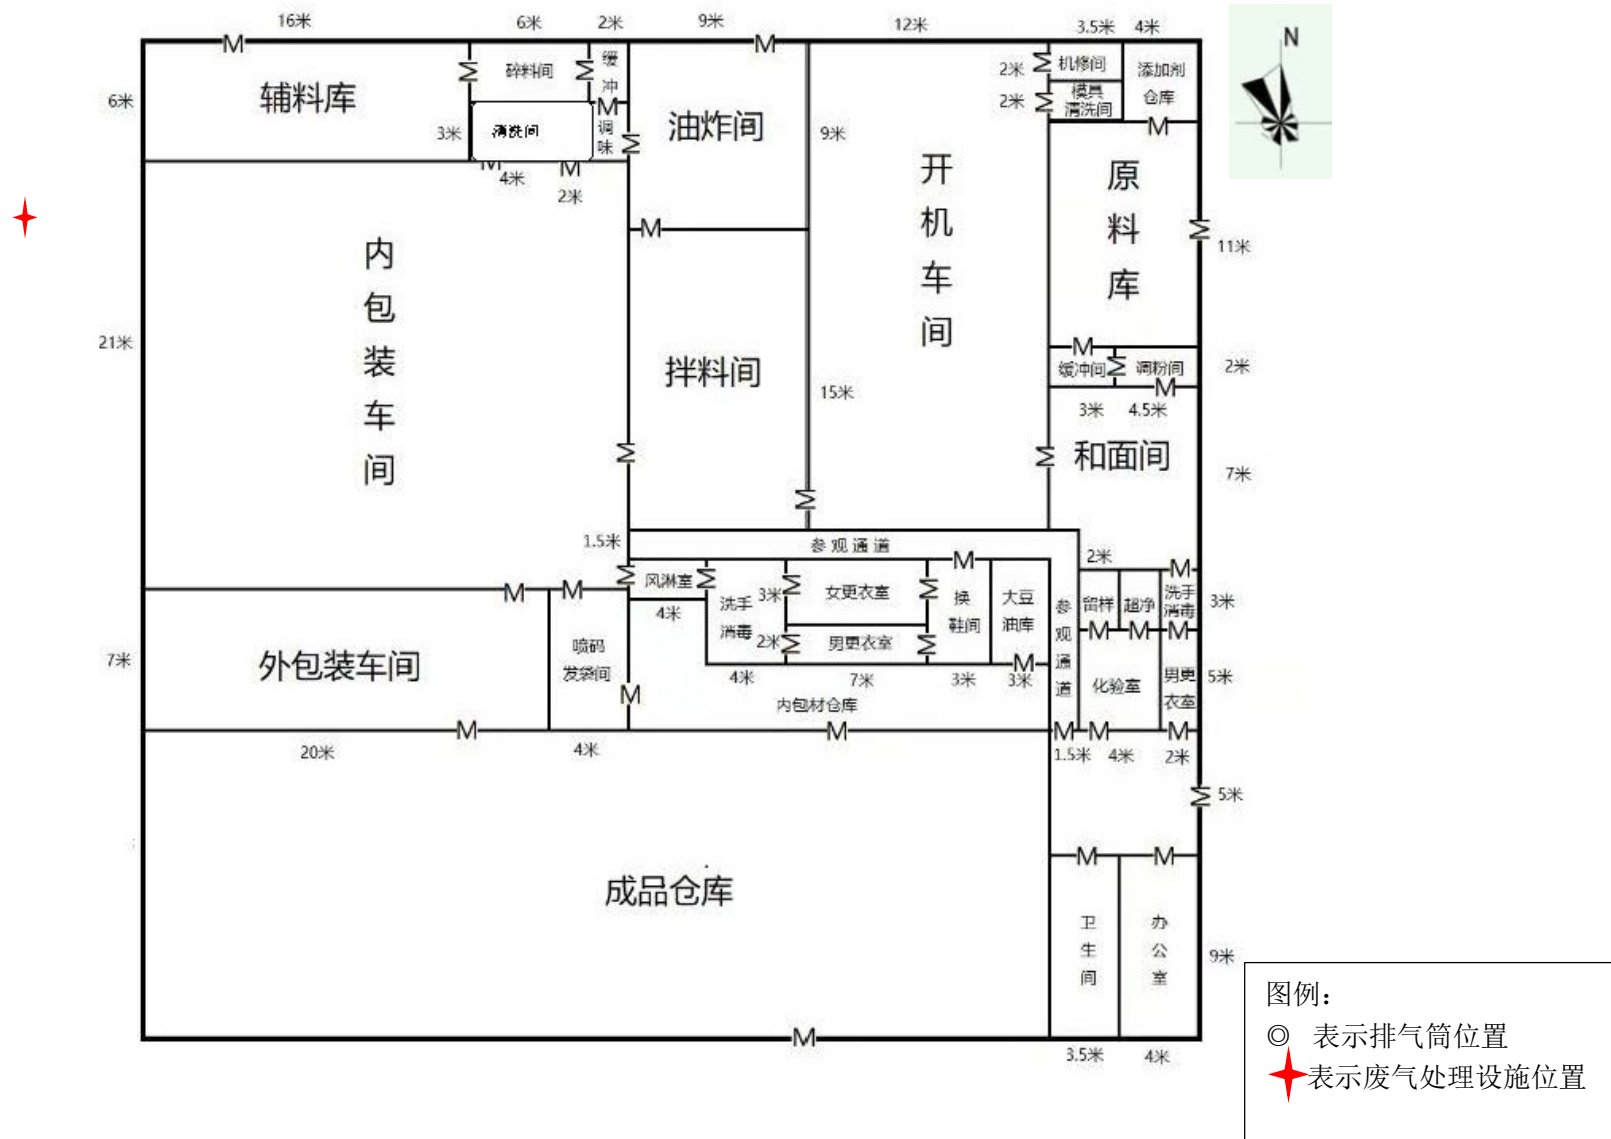 16米
6米
2米
9米
12米
3.5米
4米
N
M
M
辅料库
碎料间
缓冲
6米
3米
清洗间
调味
M
M
M
M
M
4米
2米
油炸间
9米
M
M
开机车间
2米
2米
M
M
机修间
模具
清洗间
添加剂
仓库
M
原料库
M
11米
M
缓冲间
M
调粉间
2米
M
3米
4.5米
和面间
M
7米
21米
内包装车间
拌料间
15米
M
M
1.5米
参观通道
M
2米
M
M
M
M
风淋室
M
4米
洗手
消毒
3米
M
女更衣室
M
换
鞋间
大豆
油库
2米
M
男更衣室
M
M
4米
7米
3米
3米
参观通道
留样
超净
洗手
消毒
3米
M
M
M
化验室
男更
衣室
5米
7米
外包装车间
喷码
发袋间
M
内包材仓库
M
M
M
M
M
20米
4米
1.5米
4米
2米
M
5米
M
M
成品仓库
卫生间
办公室
9米
M
3.5米
4米
图例：
◎ 表示排气筒位置
表示废气处理设施位置